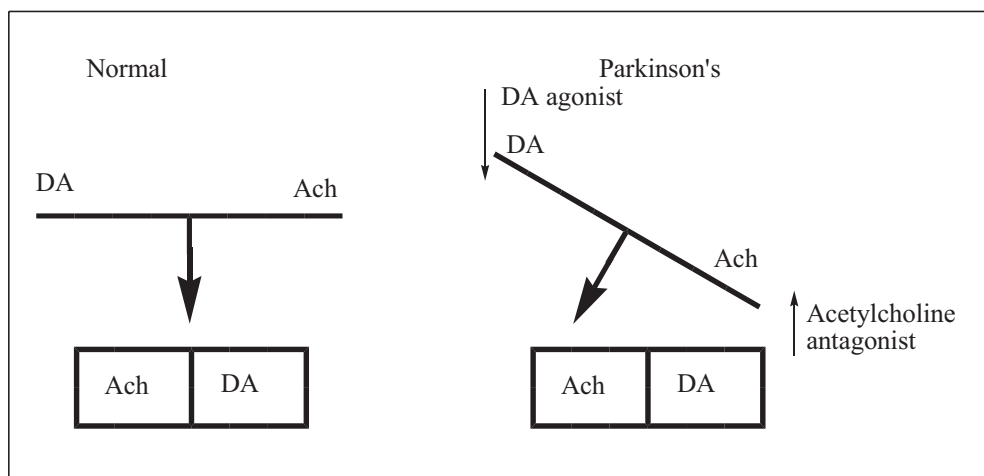 Normal
Parkinson's
DA agonist
DA
DA
Ach
Ach
Acetylcholine
antagonist
Ach
DA
Ach
DA